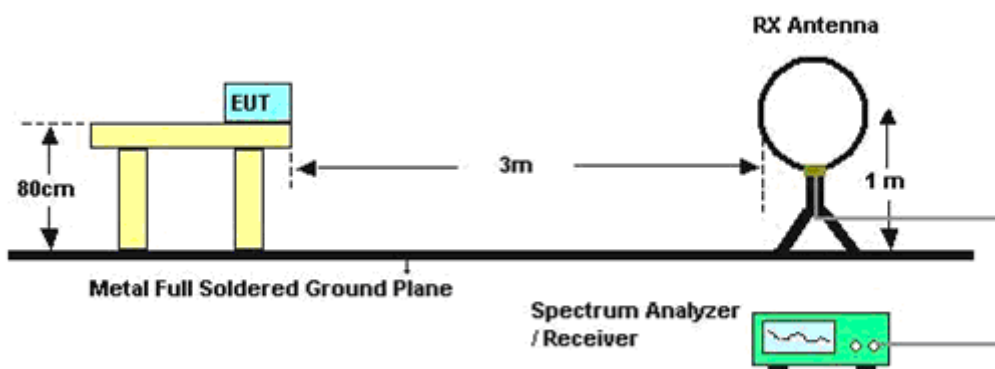 RX Antenna
EUT
3m
80cm
1 m
Metal Full Soldered Ground Plane
Spectrum Analyzer
/ Receiver